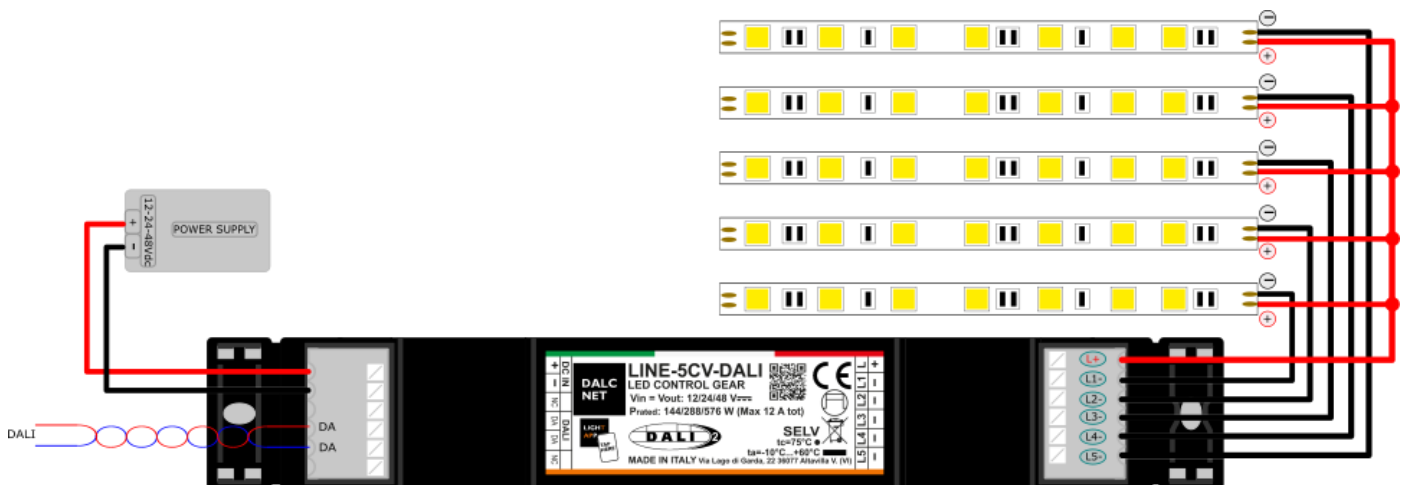 12-24-48Vdc
+
-
POWER SUPPLY
DALI
DA
DA
+
-
NC
DA
DA
NC
DC IN
DALI
DALC
NET
LIGHT
APP
LINE-5CV-DALI
LED CONTROL GEAR
Vin = Vout: 12/24/48 V
Prated: 144/288/576 W (Max 12 A tot)
DALI 2
SELV
tc=75°C
ta=-10°C...+60°C
MADE IN ITALY Via Lago di Garda, 22 36077 Altavilla V. (VI)
CE
L +
L1 -
L2 -
L3 -
L4 -
L5 -
L+
L1-
L2-
L3-
L4-
L5-
-
+
-
+
-
+
-
+
-
+